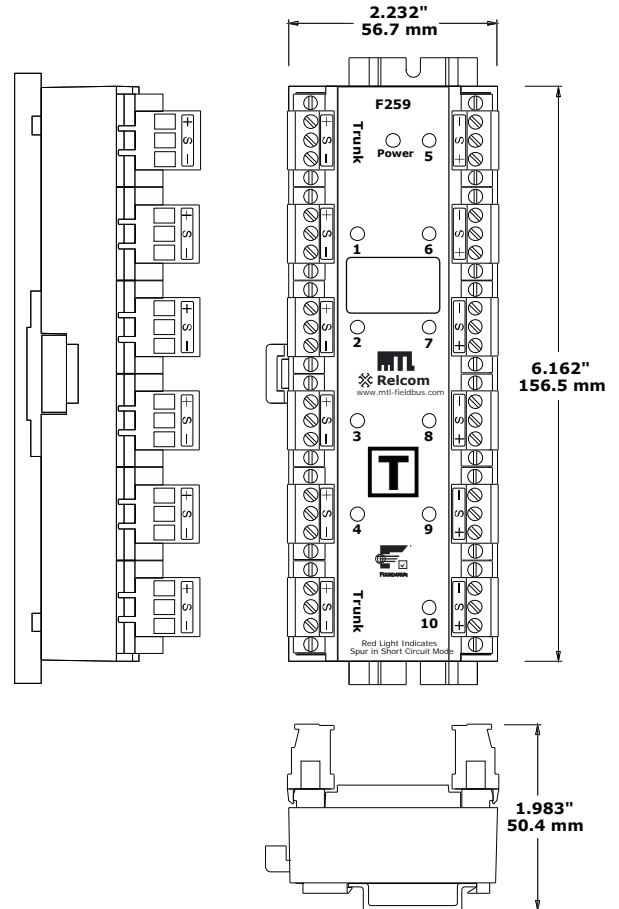 2.232"
56.7 mm
F259
Trunk
Power
5
1
6
2
7
MTL
Relcom
www.mtl-fieldbus.com
3
8
T
4
9
FOUNDATION
Trunk
10
Red Light Indicates
Spur in Short Circuit Mode
6.162"
156.5 mm
+ S −
+ S −
+ S −
+ S −
+ S −
+ S −
+ S −
+ S −
+ S −
+ S −
+ S −
+ S −
− S +
− S +
− S +
− S +
− S +
− S +
1.983"
50.4 mm